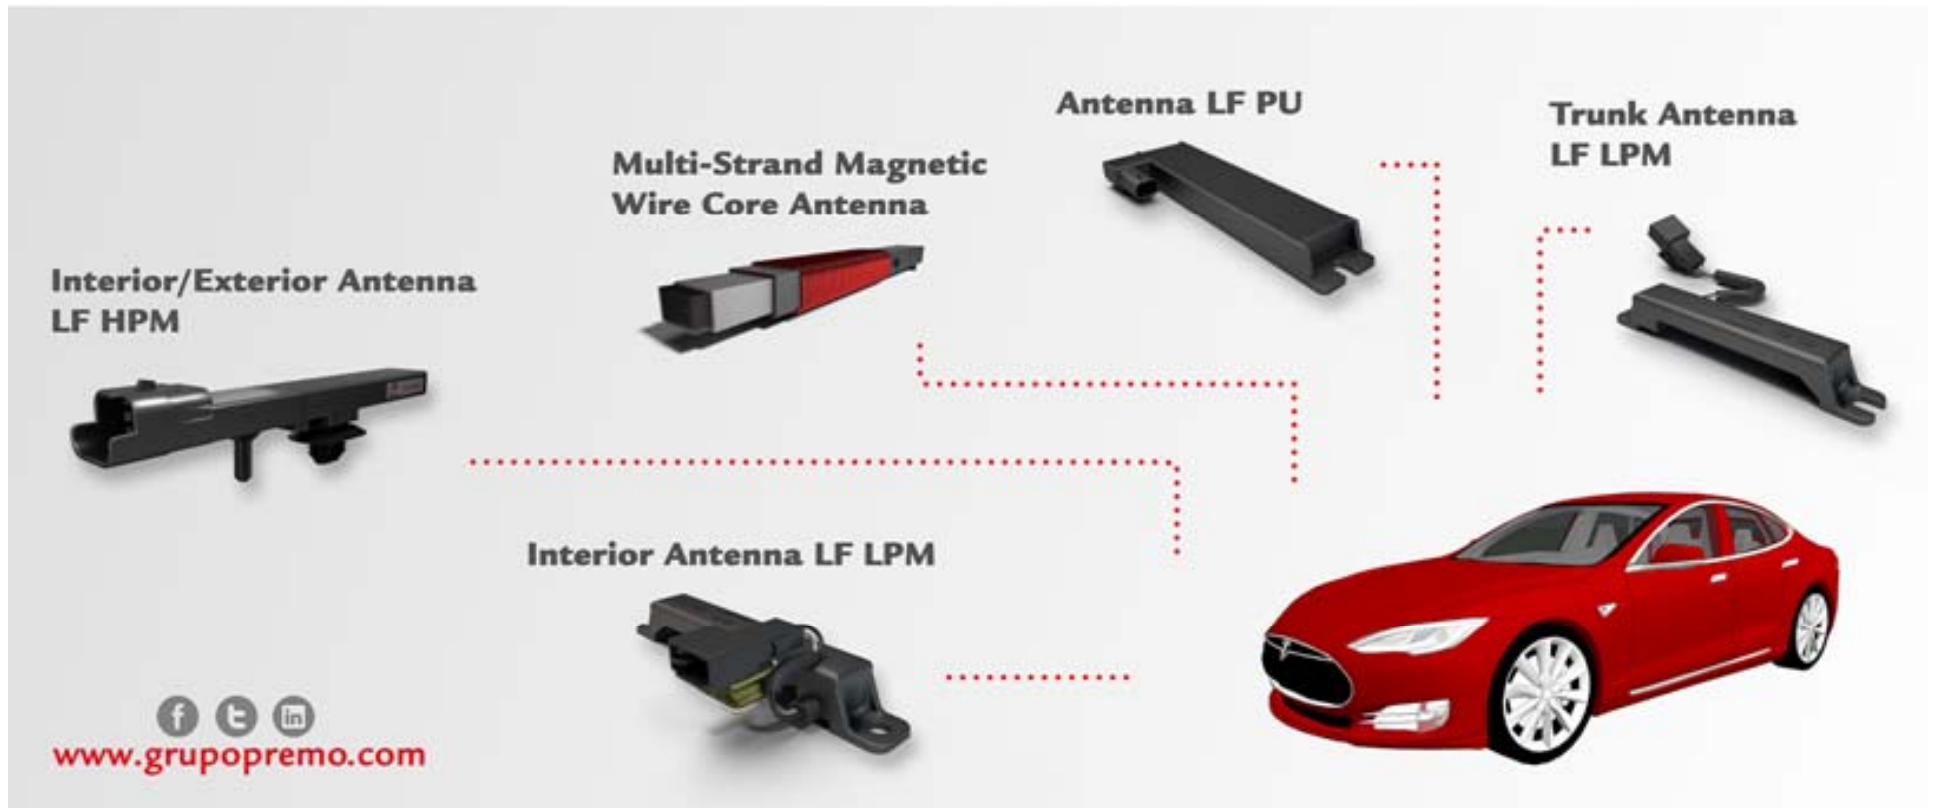 Antenna LF PU
Trunk Antenna
LF LPM
Multi-Strand Magnetic
Wire Core Antenna
Interior/Exterior Antenna
LF HPM
Interior Antenna LF LPM
www.grupopremo.com